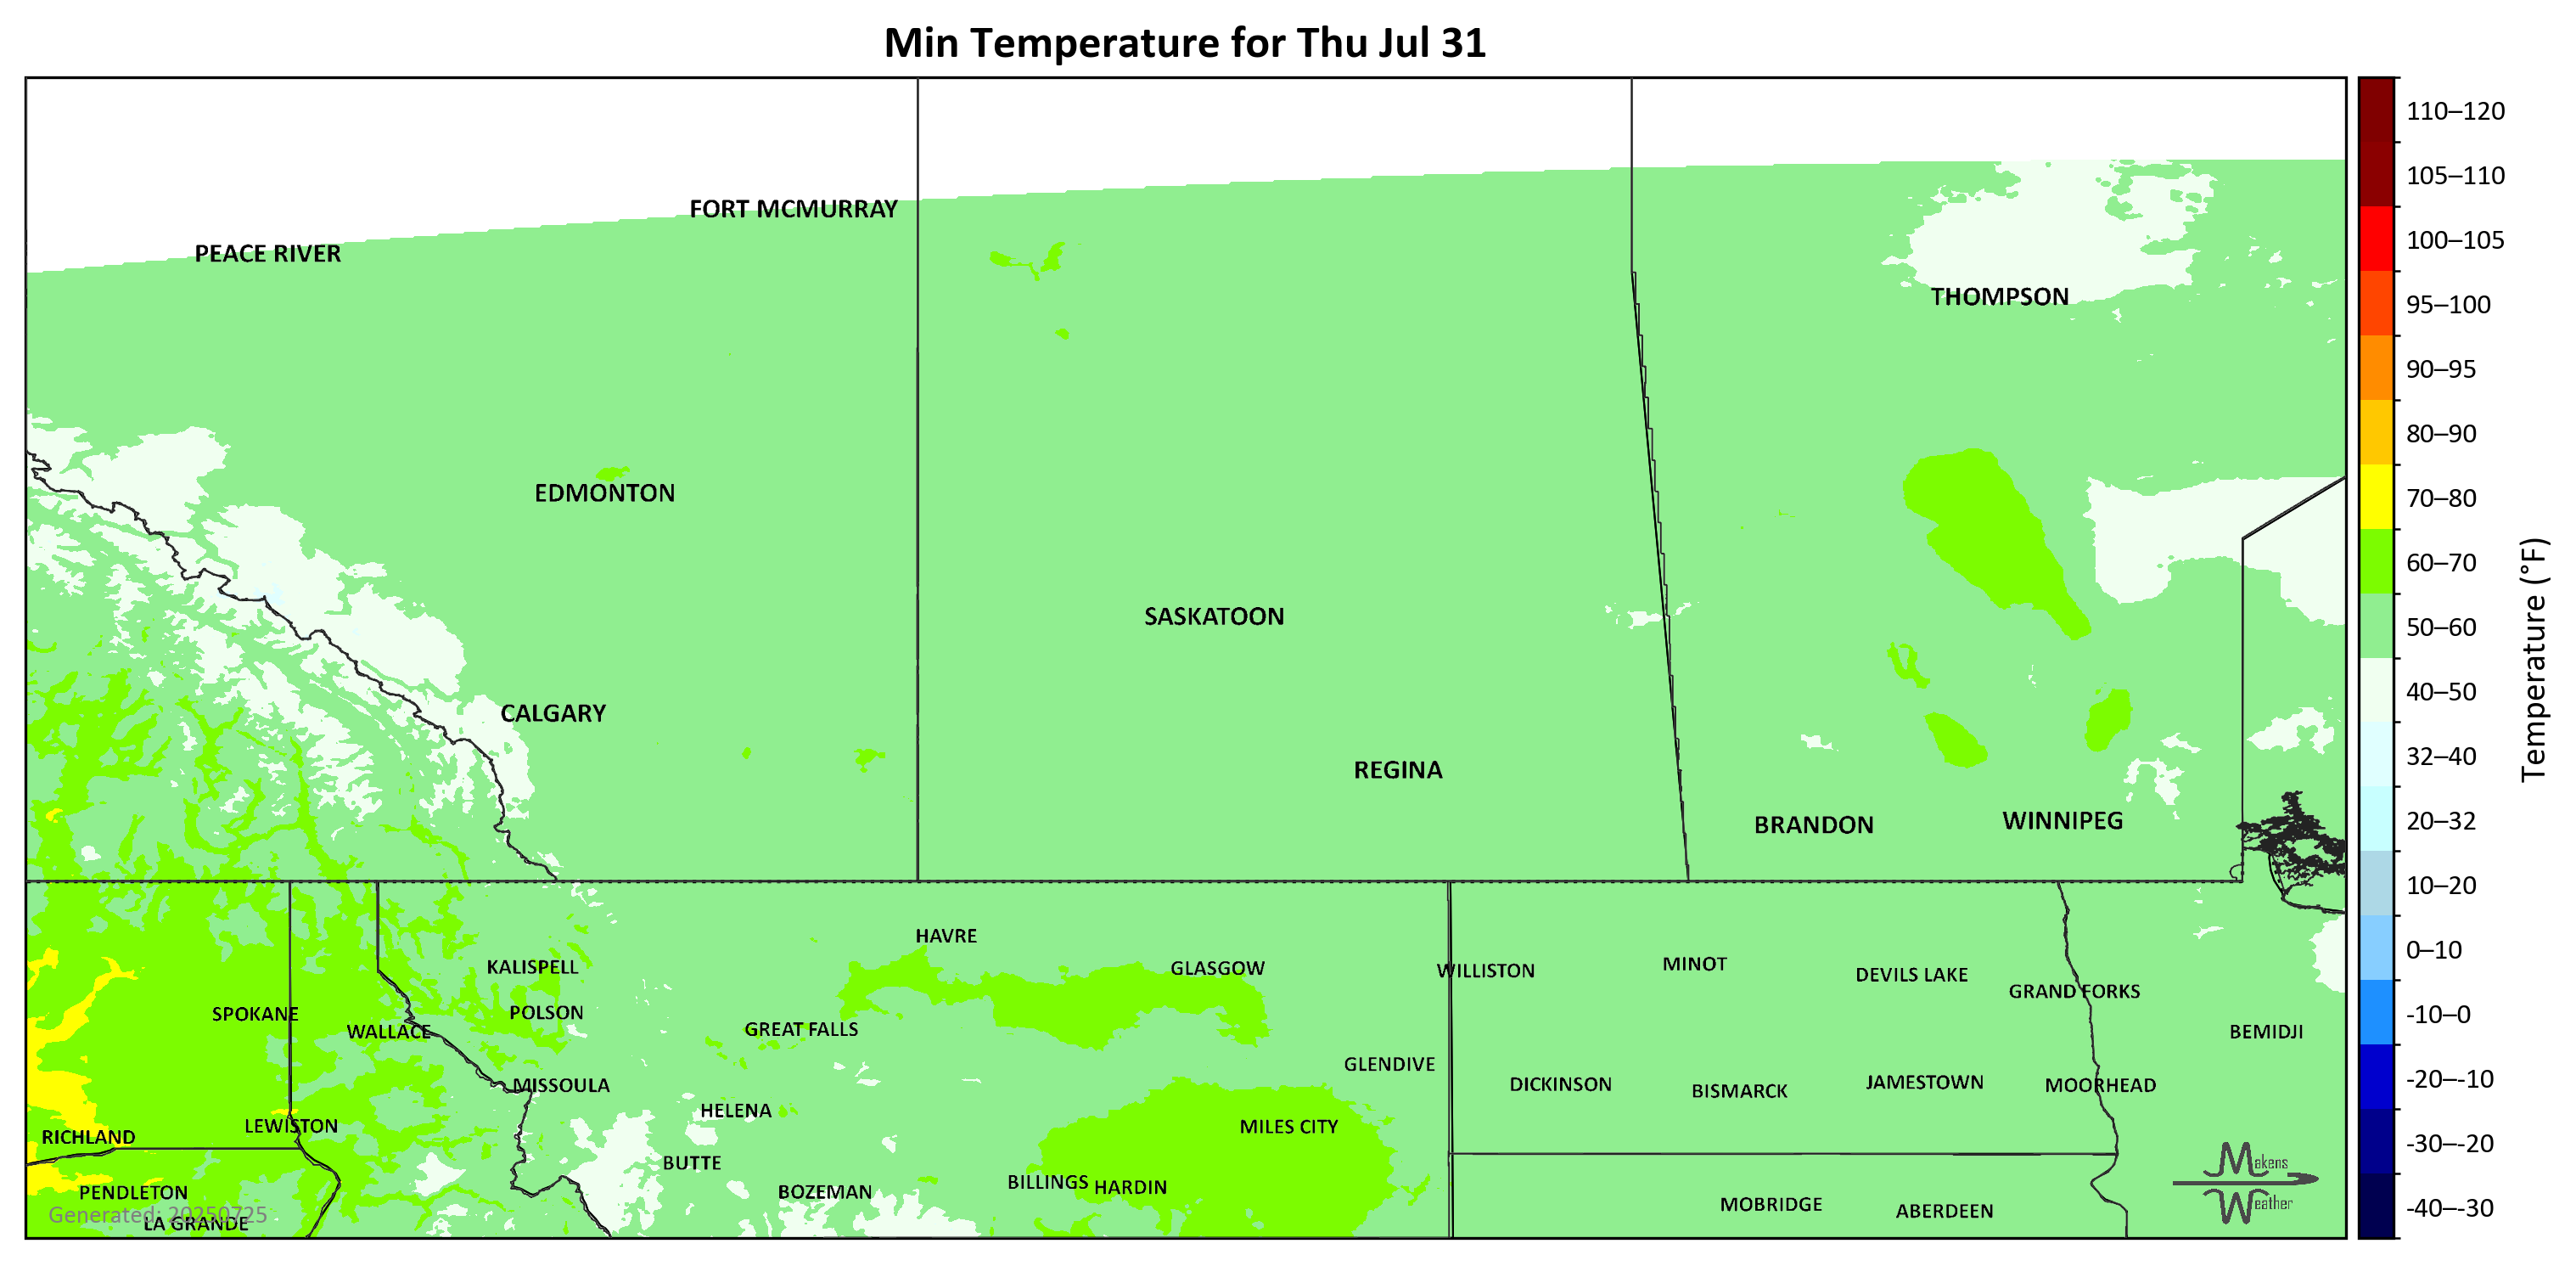 Min Temperature for Thu Jul 31
FORT MCMURRAY
PEACE RIVER
THOMPSON
EDMONTON
SASKATOON
CALGARY
REGINA
BRANDON
WINNIPEG
HAVRE
KALISPELL
GLASGOW
WILLISTON
MINOT
DEVILS LAKE
GRAND FORKS
SPOKANE
POLSON
WALLACE
GREAT FALLS
BEMIDJI
GLENDIVE
MISSOULA
DICKINSON
BISMARCK
JAMESTOWN
MOORHEAD
HELENA
LEWISTON
MILES CITY
RICHLAND
BUTTE
PENDLETON
BOZEMAN
BILLINGS
HARDIN
MOBRIDGE
ABERDEEN
LA GRANDE
Generated: 20250725
Makens
Weather
110–120
105–110
100–105
95–100
90–95
80–90
70–80
60–70
50–60
40–50
32–40
20–32
10–20
0–10
-10–0
-20–-10
-30–-20
-40–-30
Temperature (°F)